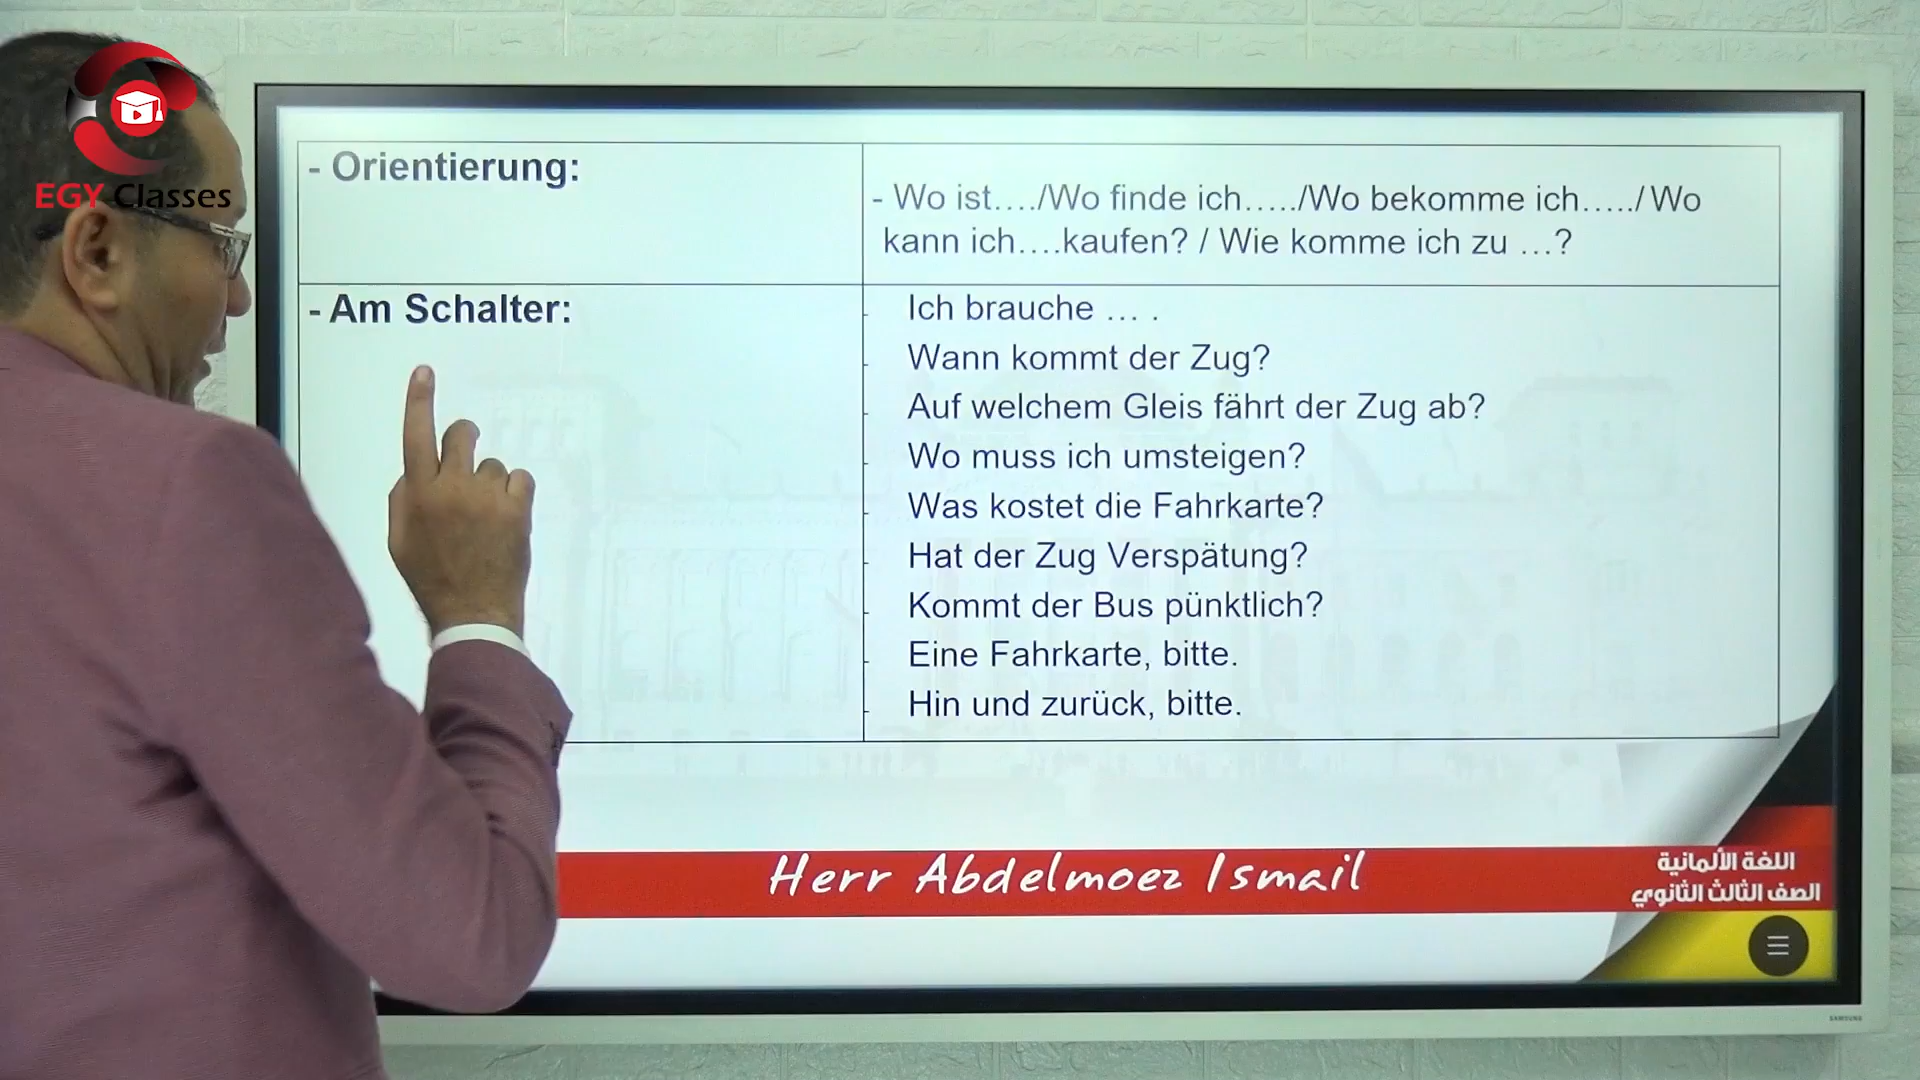 EGY Classes
- Orientierung:
- Wo ist..../Wo finde ich...../Wo bekomme ich...../ Wo
kann ich....kaufen? / Wie komme ich zu ...?
- Am Schalter:
- Ich brauche ... .
- Wann kommt der Zug?
- Auf welchem Gleis fährt der Zug ab?
- Wo muss ich umsteigen?
- Was kostet die Fahrkarte?
- Hat der Zug Verspätung?
- Kommt der Bus pünktlich?
- Eine Fahrkarte, bitte.
- Hin und zurück, bitte.
Herr Abdelmoez Ismail
اللغة الألمانية
الصف الثالث الثانوي
SAMSUNG